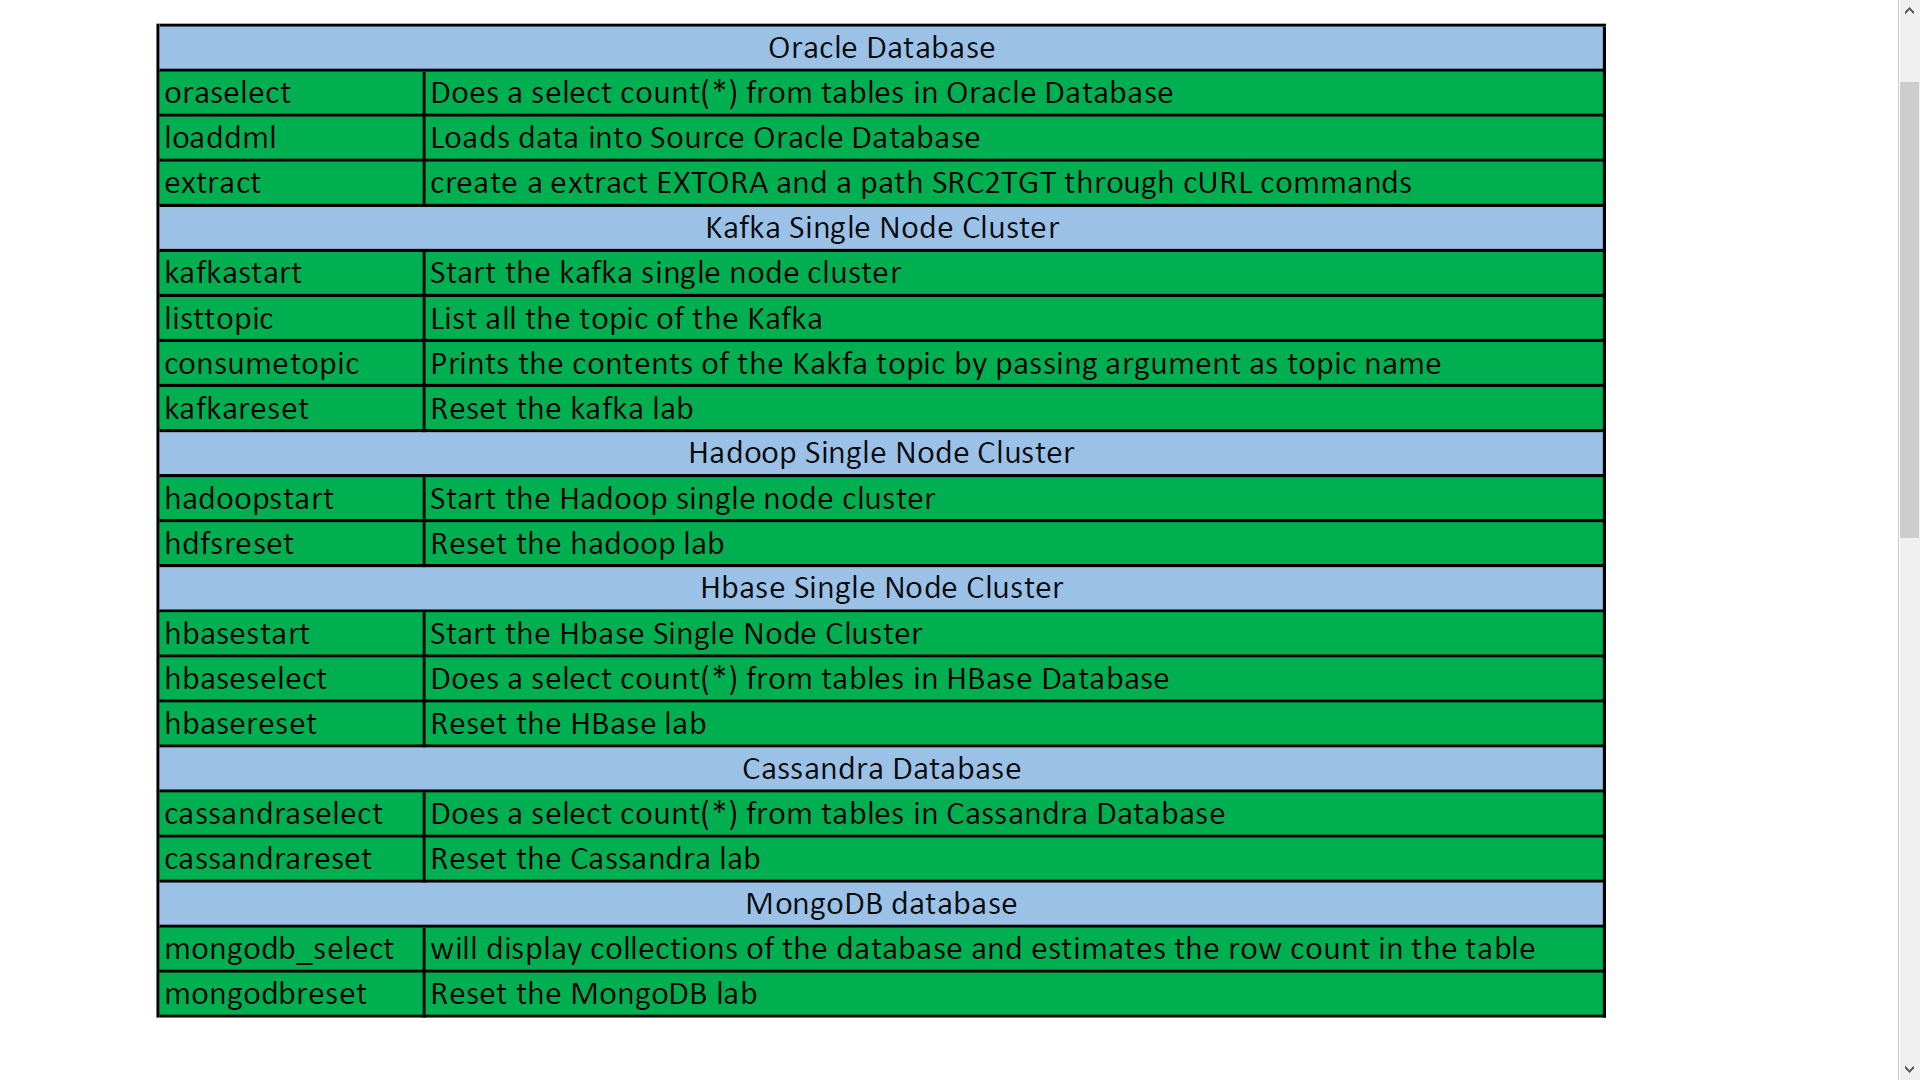 Oracle Database
oraselect Does a select count(*) from tables in Oracle Database
loaddml Loads data into Source Oracle Database
extract create a extract EXTORA and a path SRC2TGT through cURL commands
Kafka Single Node Cluster
kafkastart Start the kafka single node cluster
listtopic List all the topic of the Kafka
consumetopic Prints the contents of the Kakfa topic by passing argument as topic name
kafkareset Reset the kafka lab
Hadoop Single Node Cluster
hadoopstart Start the Hadoop single node cluster
hdfsreset Reset the hadoop lab
Hbase Single Node Cluster
hbasestart Start the Hbase Single Node Cluster
hbaseselect Does a select count(*) from tables in HBase Database
hbasereset Reset the HBase lab
Cassandra Database
cassandraselect Does a select count(*) from tables in Cassandra Database
cassandrareset Reset the Cassandra lab
MongoDB database
mongodb_select will display collections of the database and estimates the row count in the table
mongodbreset Reset the MongoDB lab